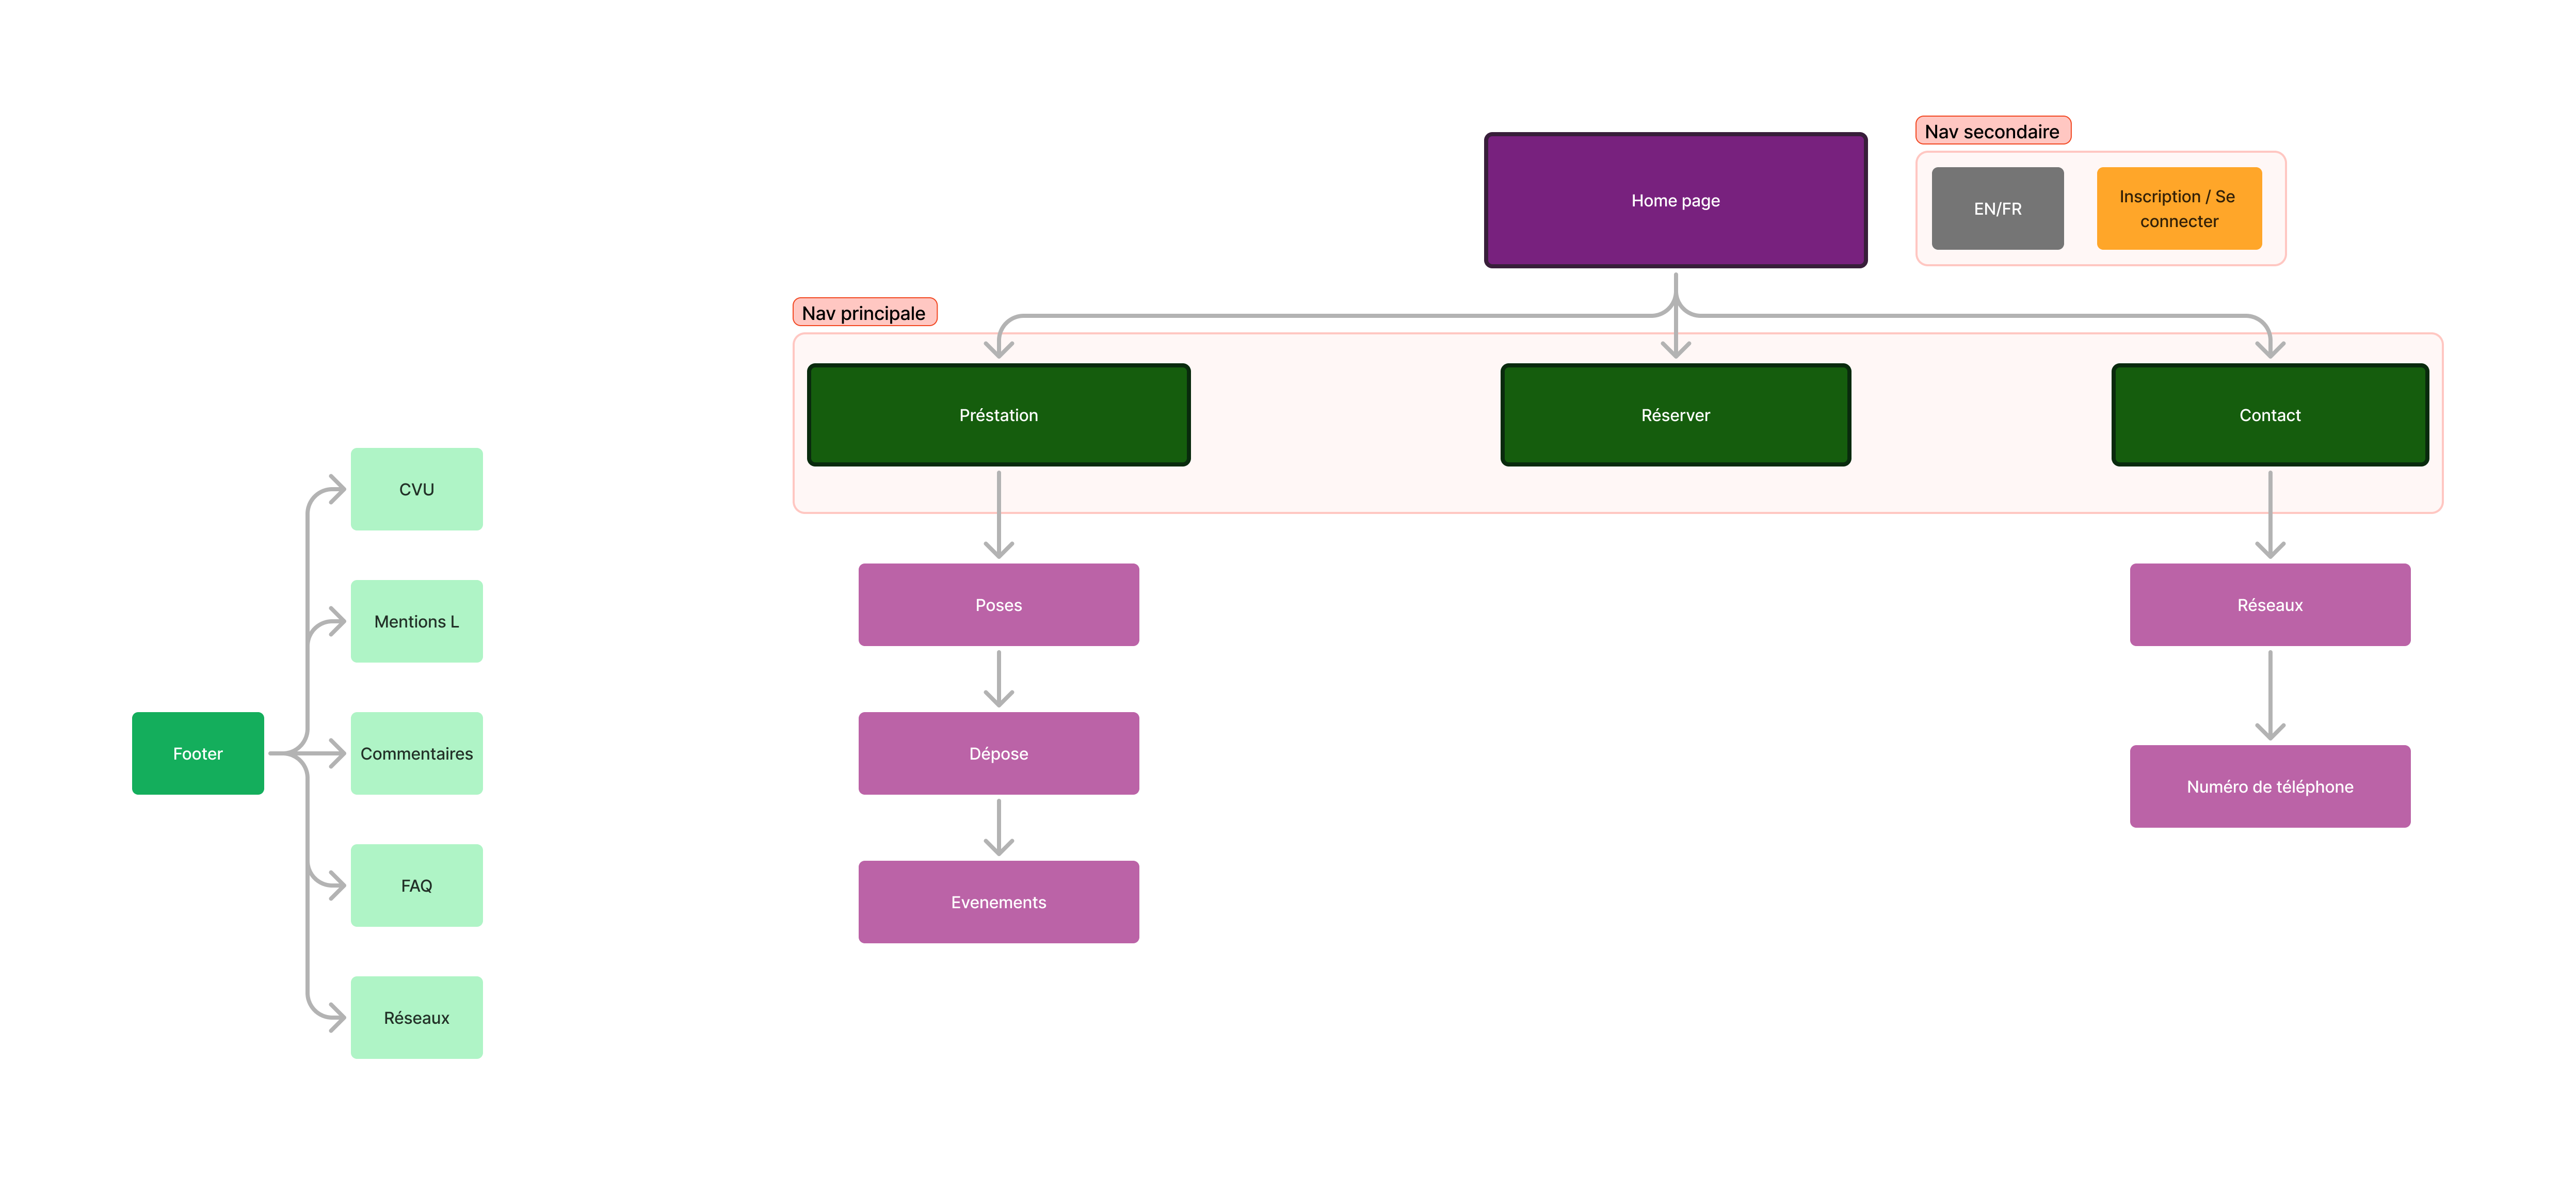 Nav secondaire
Home page
EN/FR
Inscription / Se
connecter
Nav principale
Préstation
Réserver
Contact
CVU
Mentions L
Commentaires
FAQ
Réseaux
Footer
Poses
Dépose
Evenements
Réseaux
Numéro de téléphone